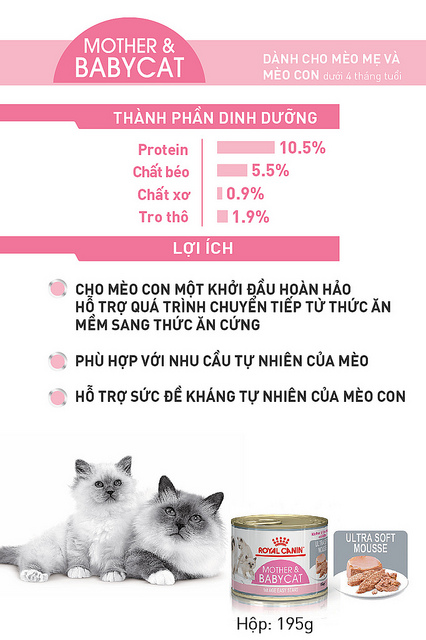 MOTHER &
BABYCAT
DÀNH CHO MÈO MẸ VÀ
MÈO CON dưới 4 tháng tuổi
THÀNH PHẦN DINH DƯỠNG
Protein 10.5%
Chất béo 5.5%
Chất xơ 0.9%
Tro thô 1.9%
LỢI ÍCH
CHO MÈO CON MỘT KHỞI ĐẦU HOÀN HẢO
HỖ TRỢ QUÁ TRÌNH CHUYỂN TIẾP TỪ THỨC ĂN
MỀM SANG THỨC ĂN CỨNG
PHÙ HỢP VỚI NHU CẦU TỰ NHIÊN CỦA MÈO
HỖ TRỢ SỨC ĐỀ KHÁNG TỰ NHIÊN CỦA MÈO CON
ROYAL CANIN
MOTHER &
BABYCAT
ULTRA SOFT
MOUSSE
Hộp: 195g